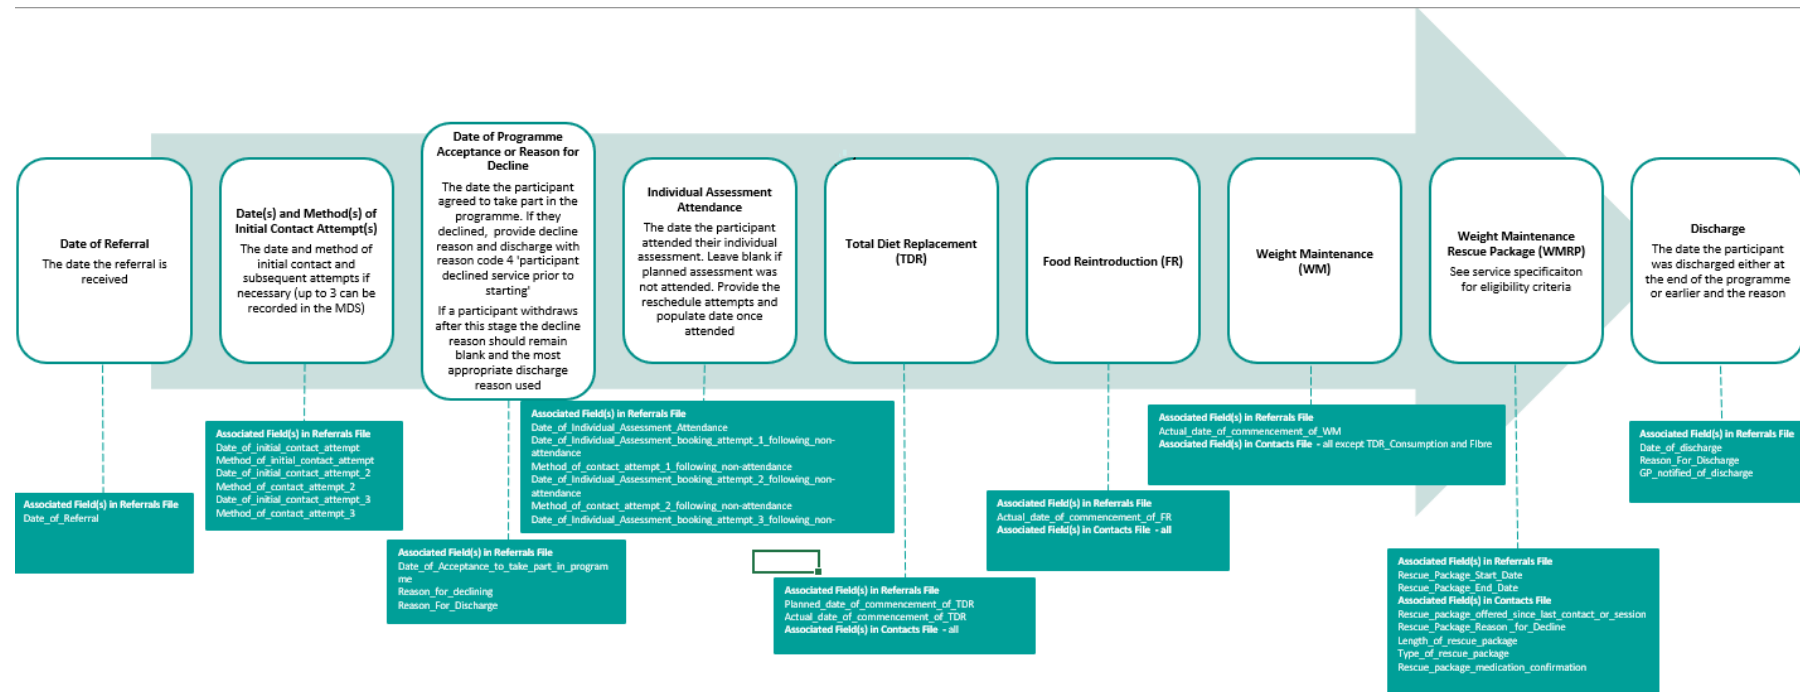 Date of Referral
The date the referral is
received
Date(s) and Method(s) of
Initial Contact Attempt(s)
The date and method of
initial contact and
subsequent attempts if
necessary (up to 3 can be
recorded in the MDS)
Date of Programme
Acceptance or Reason for
Decline
The date the participant
agreed to take part in the
programme. If they
declined, provide decline
reason and discharge with
reason code 4 'participant
declined service prior to
starting'
If a participant withdraws
after this stage the decline
reason should remain
blank and the most
appropriate discharge
reason used
Individual Assessment
Attendance
The date the participant
attended their individual
assessment. Leave blank if
planned assessment was
not attended. Provide the
reschedule attempts and
populate date once
attended
Total Diet Replacement
(TDR)
Food Reintroduction (FR)
Weight Maintenance
(WM)
Weight Maintenance
Rescue Package (WMRP)
See service specificaiton
for eligibility criteria
Discharge
The date the participant
was discharged either at
the end of the programme
or earlier and the reason
Associated Field(s) in Referrals File
Date_of_Referral
Associated Field(s) in Referrals File
Date_of_initial_contact_attempt
Method_of_initial_contact_attempt
Date_of_initial_contact_attempt_2
Method_of_contact_attempt_2
Date_of_initial_contact_attempt_3
Method_of_contact_attempt_3
Associated Field(s) in Referrals File
Date_of_Acceptance_to_take_part_in_program
me
Reason_for_declining
Reason_For_Discharge
Associated Field(s) in Referrals File
Date_of_Individual_Assessment_Attendance
Date_of_Individual_Assessment_booking_attempt_1_following_non-
attendance
Method_of_contact_attempt_1_following_non-attendance
Date_of_Individual_Assessment_booking_attempt_2_following_non-
attendance
Method_of_contact_attempt_2_following_non-attendance
Date_of_Individual_Assessment_booking_attempt_3_following_non-
Associated Field(s) in Referrals File
Planned_date_of_commencement_of_TDR
Actual_date_of_commencement_of_TDR
Associated Field(s) in Contacts File - all
Associated Field(s) in Referrals File
Actual_date_of_commencement_of_FR
Associated Field(s) in Contacts File - all
Associated Field(s) in Referrals File
Actual_date_of_commencement_of_WM
Associated Field(s) in Contacts File - all except TDR_Consumption and Fibre
Associated Field(s) in Referrals File
Rescue_Package_Start_Date
Rescue_Package_End_Date
Associated Field(s) in Contacts File
Rescue_package_offered_since_last_contact_or_session
Rescue_Package_Reason_for_Decline
Length_of_rescue_package
Type_of_rescue_package
Rescue_package_medication_confirmation
Associated Field(s) in Referrals File
Date_of_discharge
Reason_For_Discharge
GP_notified_of_discharge